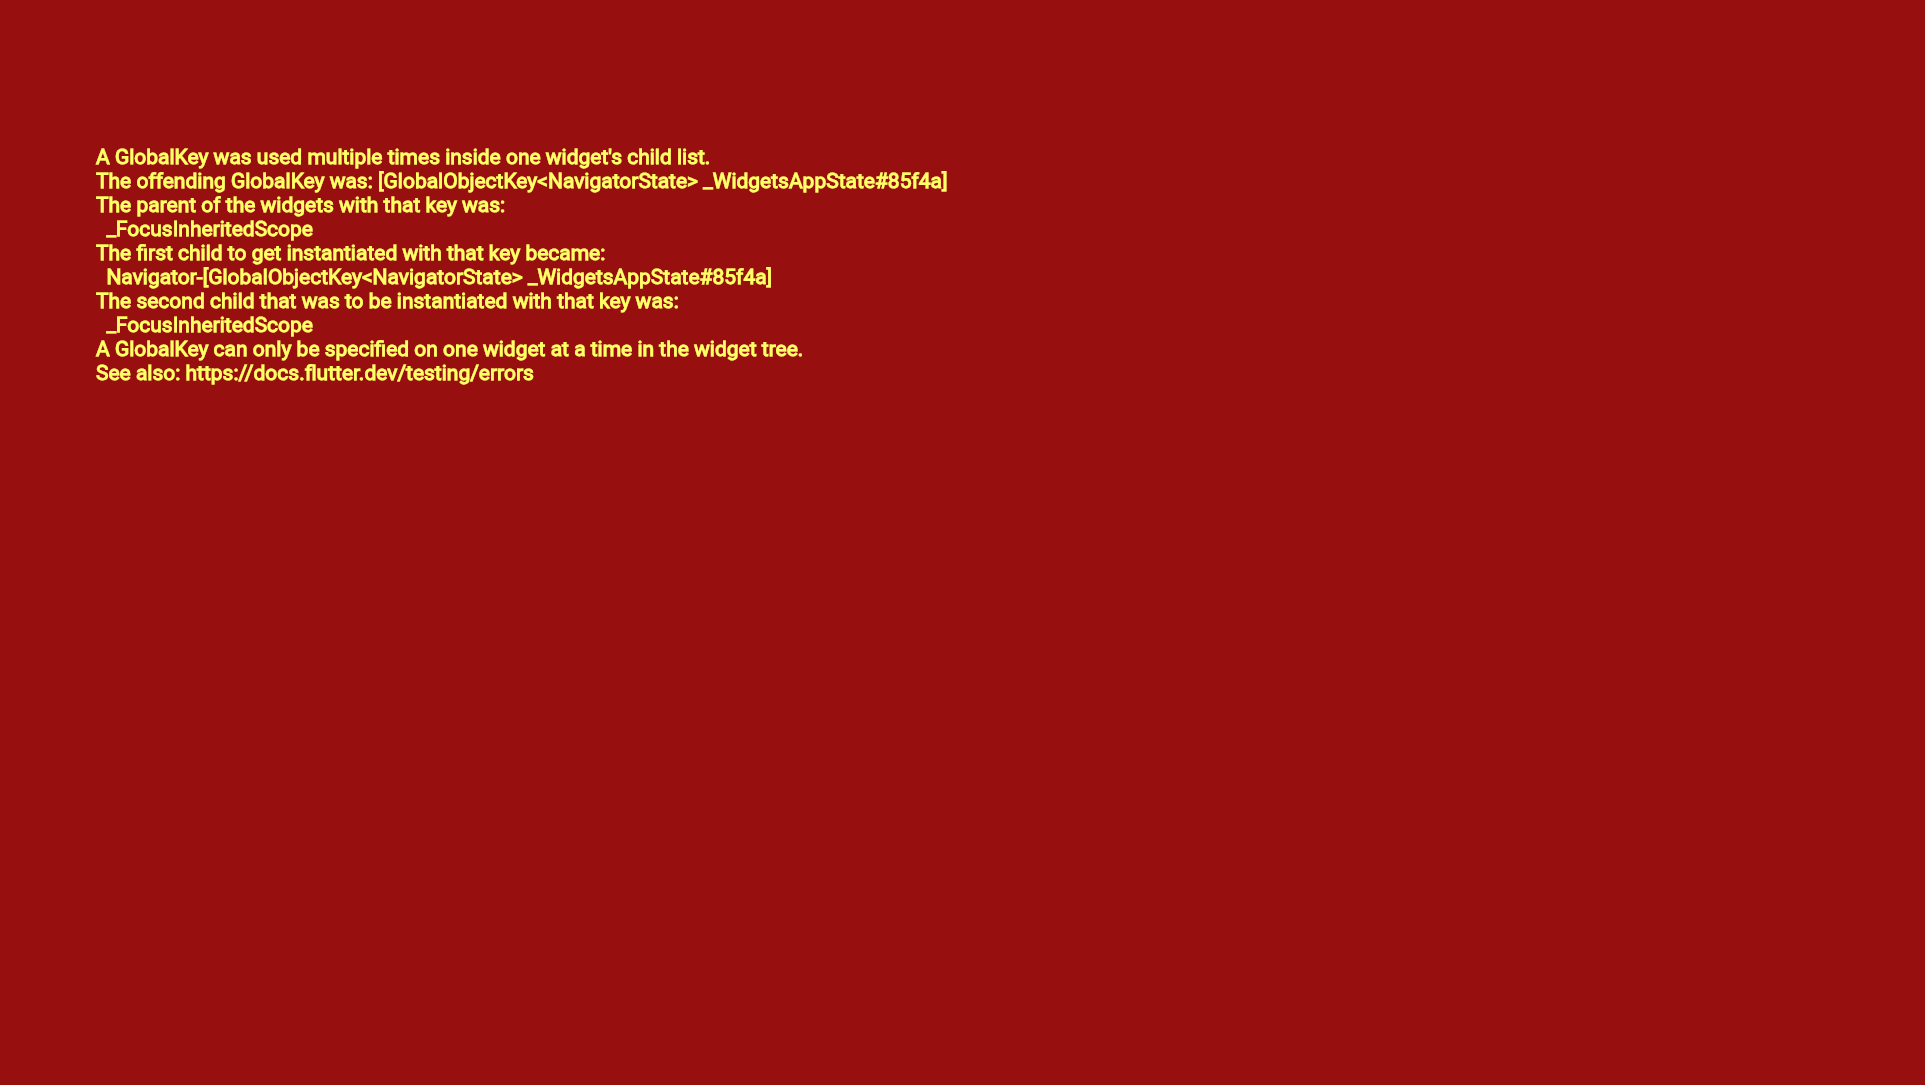 A GlobalKey was used multiple times inside one widget's child list.
The offending GlobalKey was: [GlobalObjectKey<NavigatorState> _WidgetsAppState#85f4a]
The parent of the widgets with that key was:
  _FocusInheritedScope
The first child to get instantiated with that key became:
  Navigator-[GlobalObjectKey<NavigatorState> _WidgetsAppState#85f4a]
The second child that was to be instantiated with that key was:
  _FocusInheritedScope
A GlobalKey can only be specified on one widget at a time in the widget tree.
See also: https://docs.flutter.dev/testing/errors